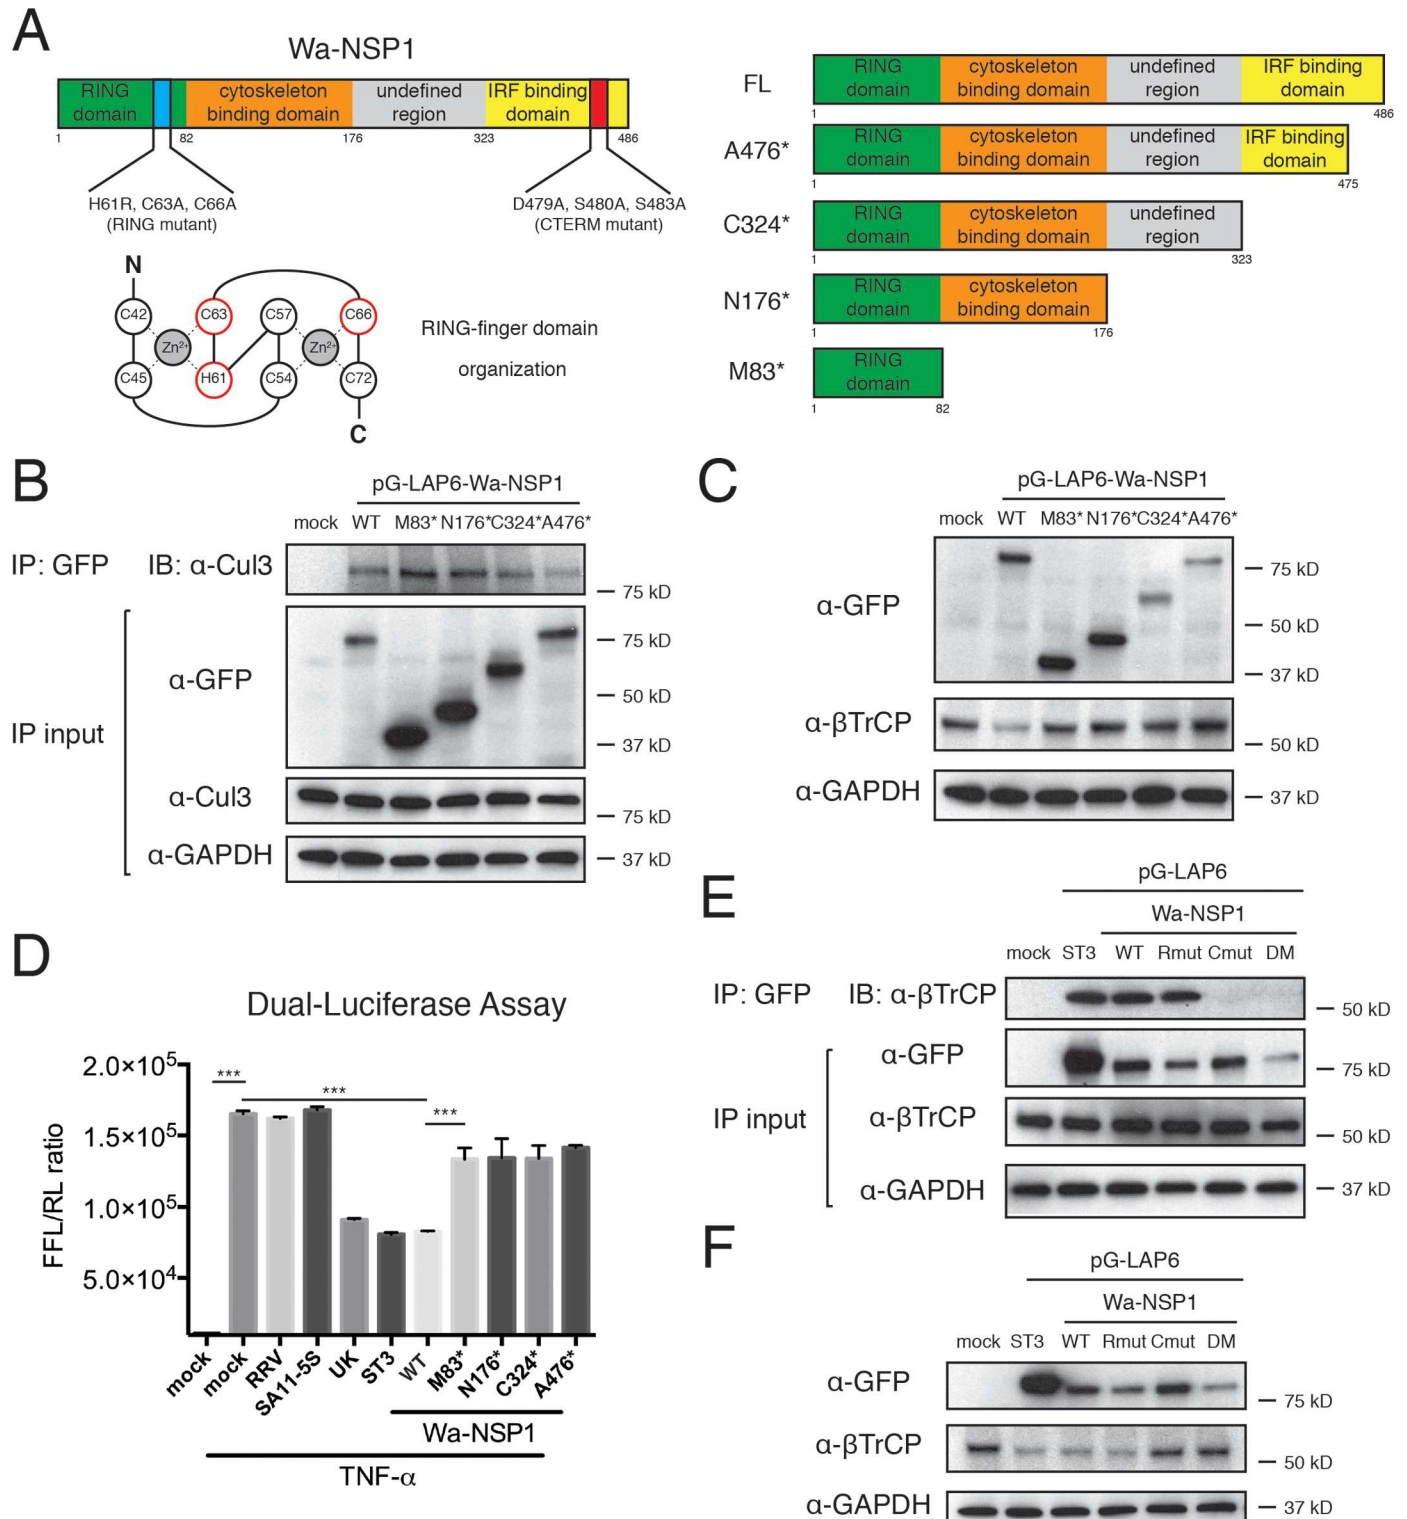 A
Wa-NSP1
RING domain
cytoskeleton binding domain
undefined region
IRF binding domain
1 82 176 323 486
H61R, C63A, C66A
(RING mutant)
D479A, S480A, S483A
(CTERM mutant)
N
C42 C63 C57 C66
Zn2+ Zn2+
C45 H61 C54 C72
C
RING-finger domain
organization
FL
RING domain
cytoskeleton binding domain
undefined region
IRF binding domain
1 486
A476*
RING domain
cytoskeleton binding domain
undefined region
IRF binding domain
1 475
C324*
RING domain
cytoskeleton binding domain
undefined region
1 323
N176*
RING domain
cytoskeleton binding domain
1 176
M83*
RING domain
1 82
B
pG-LAP6-Wa-NSP1
mock WT M83* N176* C324* A476*
IP: GFP IB: α-Cul3
75 kD
IP input
α-GFP
75 kD
50 kD
37 kD
α-Cul3
75 kD
α-GAPDH
37 kD
C
pG-LAP6-Wa-NSP1
mock WT M83* N176* C324* A476*
α-GFP
75 kD
50 kD
37 kD
α-βTrCP
50 kD
α-GAPDH
37 kD
D
Dual-Luciferase Assay
FFL/RL ratio
2.0×10⁵
1.5×10⁵
1.0×10⁵
5.0×10⁴
***
***
***
mock mock RRV SA11-5S UK ST3 WT M83* N176* C324* A476*
Wa-NSP1
TNF-α
E
pG-LAP6
Wa-NSP1
mock ST3 WT Rmut Cmut DM
IP: GFP IB: α-βTrCP
50 kD
IP input
α-GFP
75 kD
α-βTrCP
50 kD
α-GAPDH
37 kD
F
pG-LAP6
Wa-NSP1
mock ST3 WT Rmut Cmut DM
α-GFP
75 kD
α-βTrCP
50 kD
α-GAPDH
37 kD